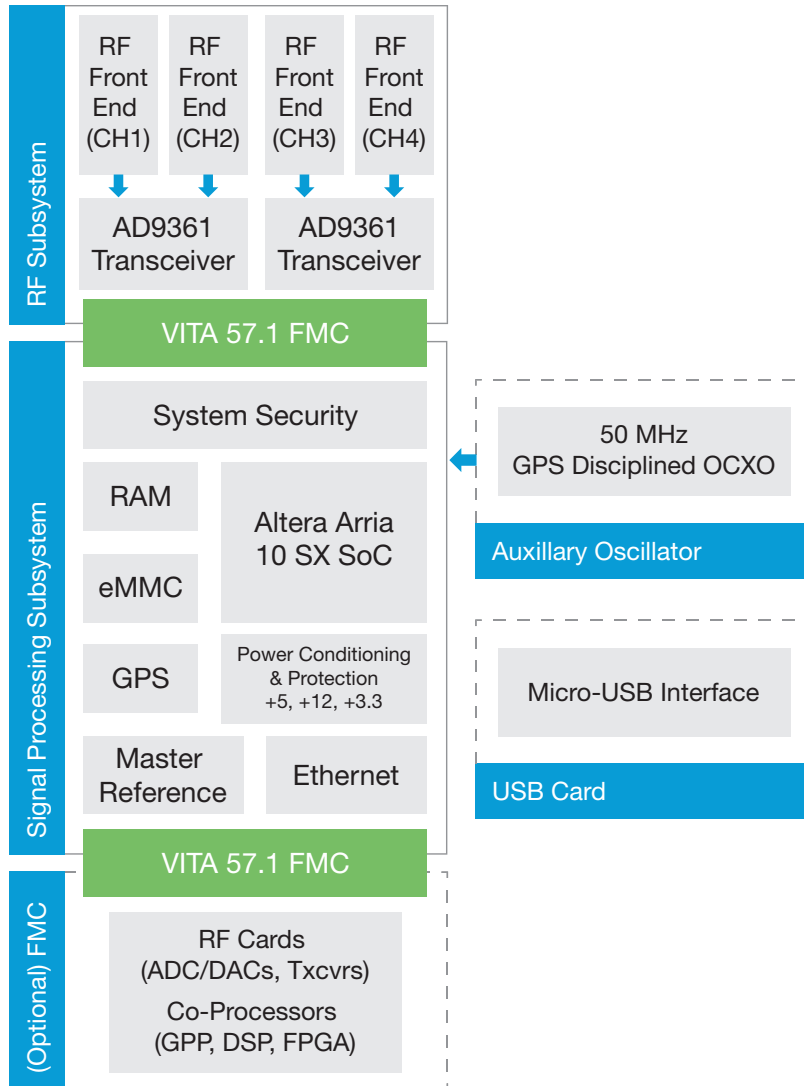 RF Subsystem
RF
Front
End
(CH1)
RF
Front
End
(CH2)
RF
Front
End
(CH3)
RF
Front
End
(CH4)
AD9361
Transceiver
AD9361
Transceiver
VITA 57.1 FMC
Signal Processing Subsystem
System Security
RAM
Altera Arria
10 SX SoC
eMMC
GPS
Power Conditioning
& Protection
+5, +12, +3.3
Master
Reference
Ethernet
VITA 57.1 FMC
(Optional) FMC
RF Cards
(ADC/DACs, Txcvrs)
Co-Processors
(GPP, DSP, FPGA)
50 MHz
GPS Disciplined OCXO
Auxillary Oscillator
Micro-USB Interface
USB Card